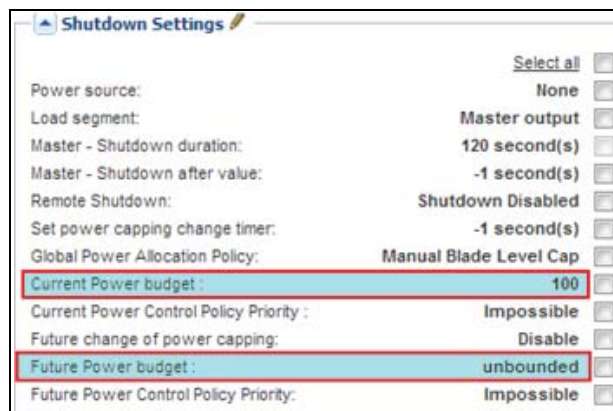 Shutdown Settings
Select all
Power source: None
Load segment: Master output
Master - Shutdown duration: 120 second(s)
Master - Shutdown after value: -1 second(s)
Remote Shutdown: Shutdown Disabled
Set power capping change timer: -1 second(s)
Global Power Allocation Policy: Manual Blade Level Cap
Current Power budget : 100
Current Power Control Policy Priority : Impossible
Future change of power capping: Disable
Future Power budget : unbounded
Future Power Control Policy Priority: Impossible